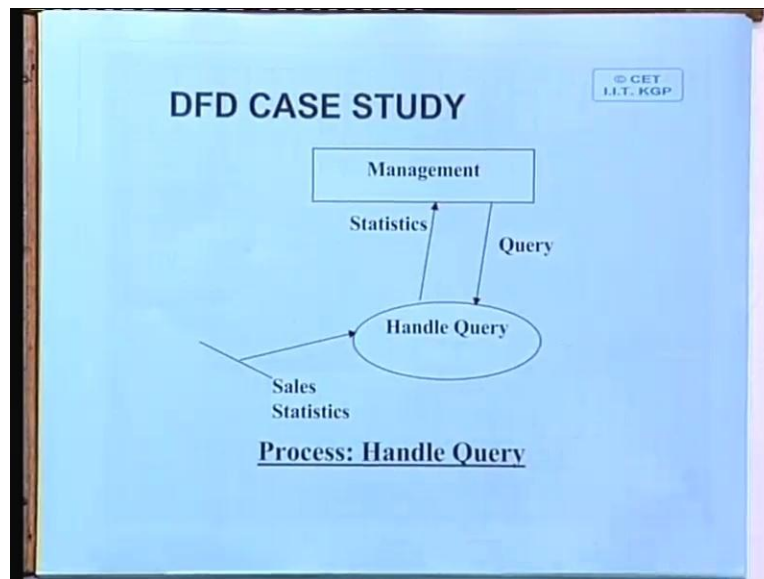 © CET
I.I.T. KGP
DFD CASE STUDY
Management
Statistics
Query
Handle Query
Sales
Statistics
Process: Handle Query